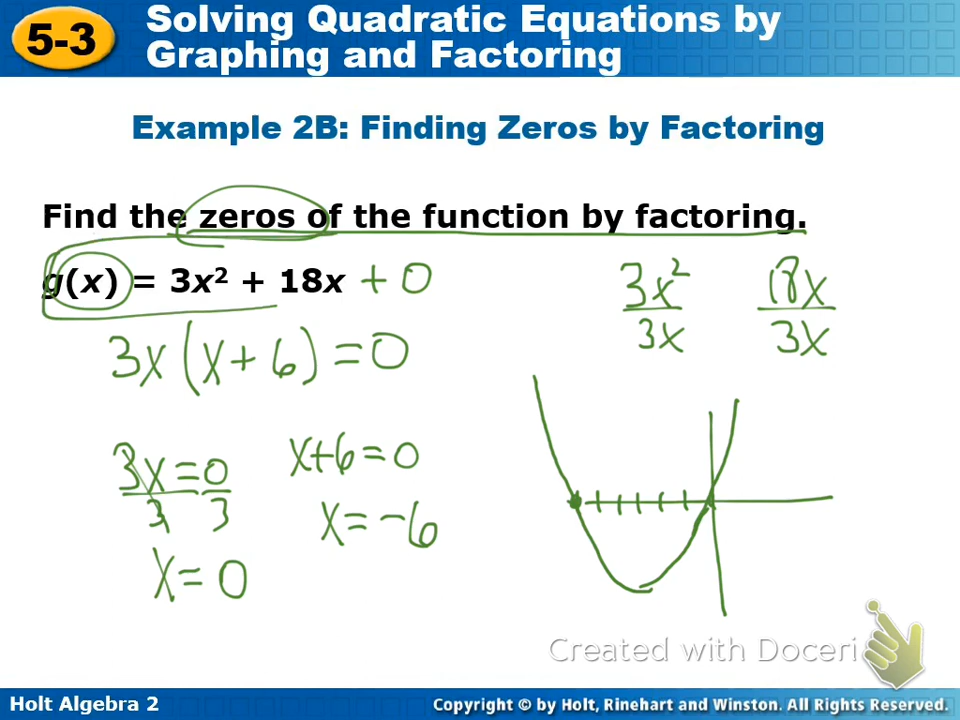 5-3
Solving Quadratic Equations by
Graphing and Factoring
Example 2B: Finding Zeros by Factoring
Find the zeros of the function by factoring.
g(x) = 3x² + 18x + 0
3x² 18x
3x 3x
3x (x + 6) = 0
3x = 0
3 3
x = 0
x + 6 = 0
x = -6
Created with Doceri
Holt Algebra 2
Copyright © by Holt, Rinehart and Winston. All Rights Reserved.